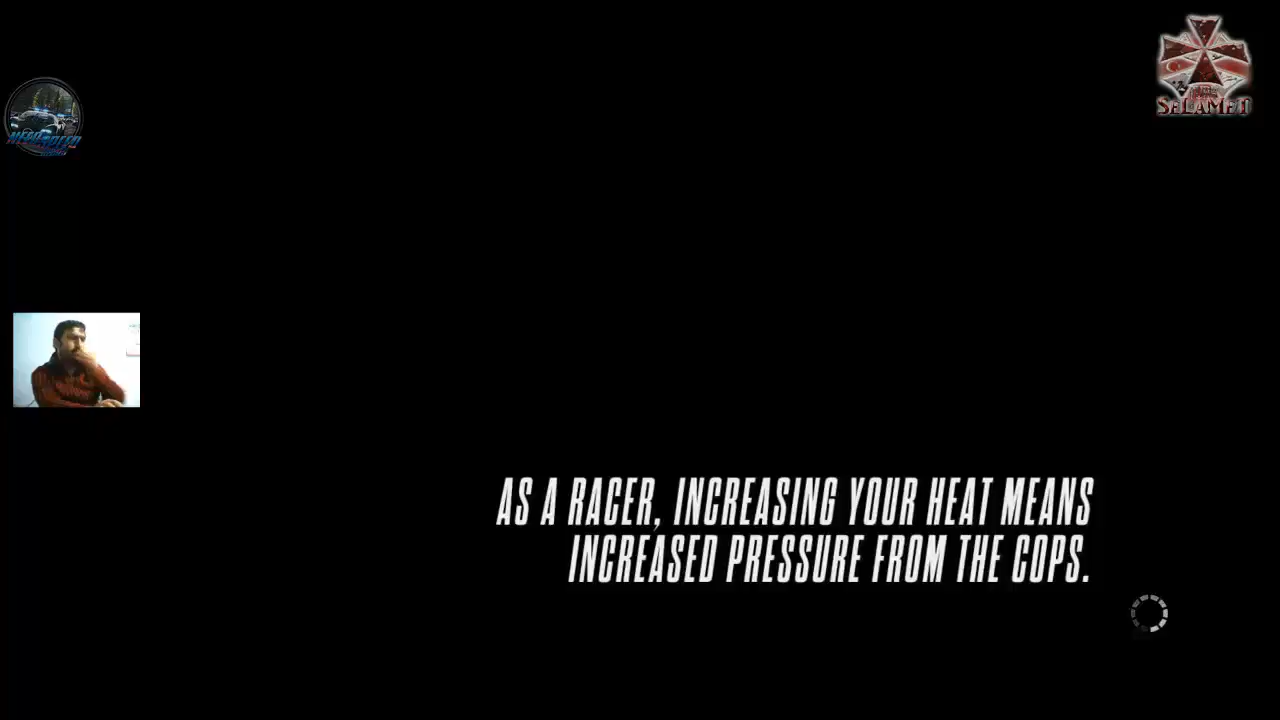 SELAMET
AS A RACER, INCREASING YOUR HEAT MEANS
INCREASED PRESSURE FROM THE COPS.